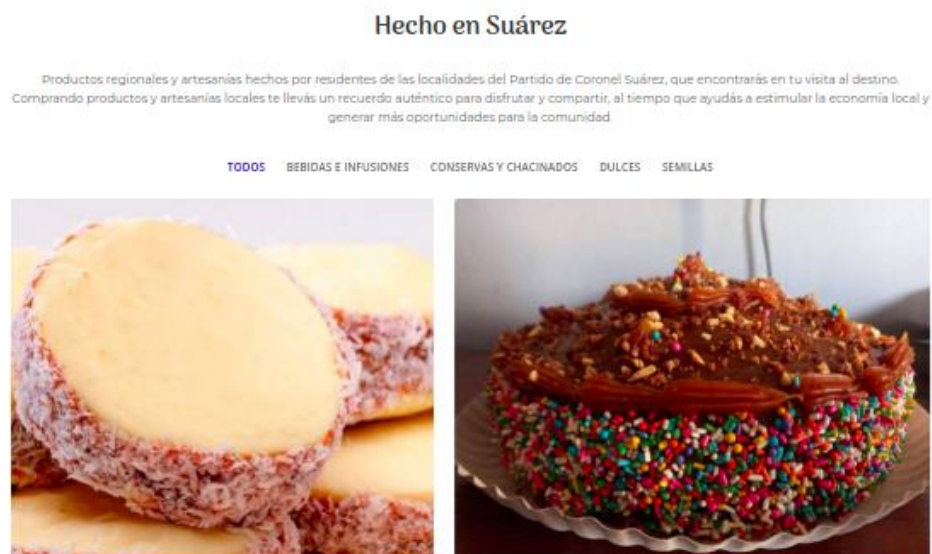 Hecho en Suárez
Productos regionales y artesanías hechos por residentes de las localidades del Partido de Coronel Suárez, que encontrarás en tu visita al destino.
Comprando productos y artesanías locales te llevás un recuerdo auténtico para disfrutar y compartir, al tiempo que ayudás a estimular la economía local y
generar más oportunidades para la comunidad.
TODOS BEBIDAS E INFUSIONES CONSERVAS Y CHACINADOS DULCES SEMILLAS